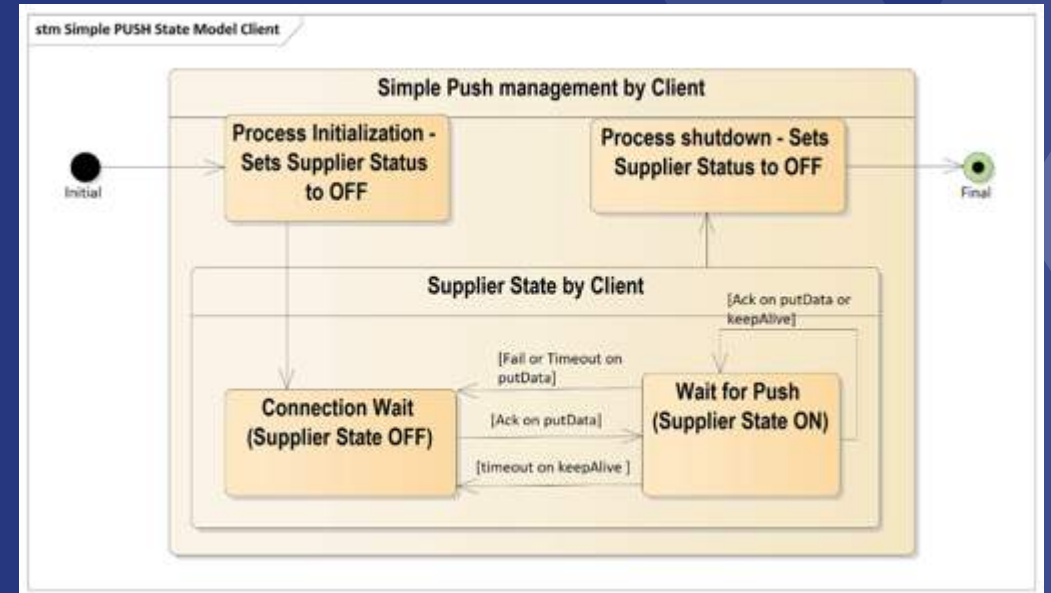 stm Simple PUSH State Model Client
Simple Push management by Client
Process Initialization -
Sets Supplier Status
to OFF
Process shutdown - Sets
Supplier Status to OFF
Initial
Final
Supplier State by Client
[Ack on putData or
keepAlive]
[Fail or Timeout on
putData]
Connection Wait
(Supplier State OFF)
[Ack on putData]
Wait for Push
(Supplier State ON)
[timeout on keepAlive ]